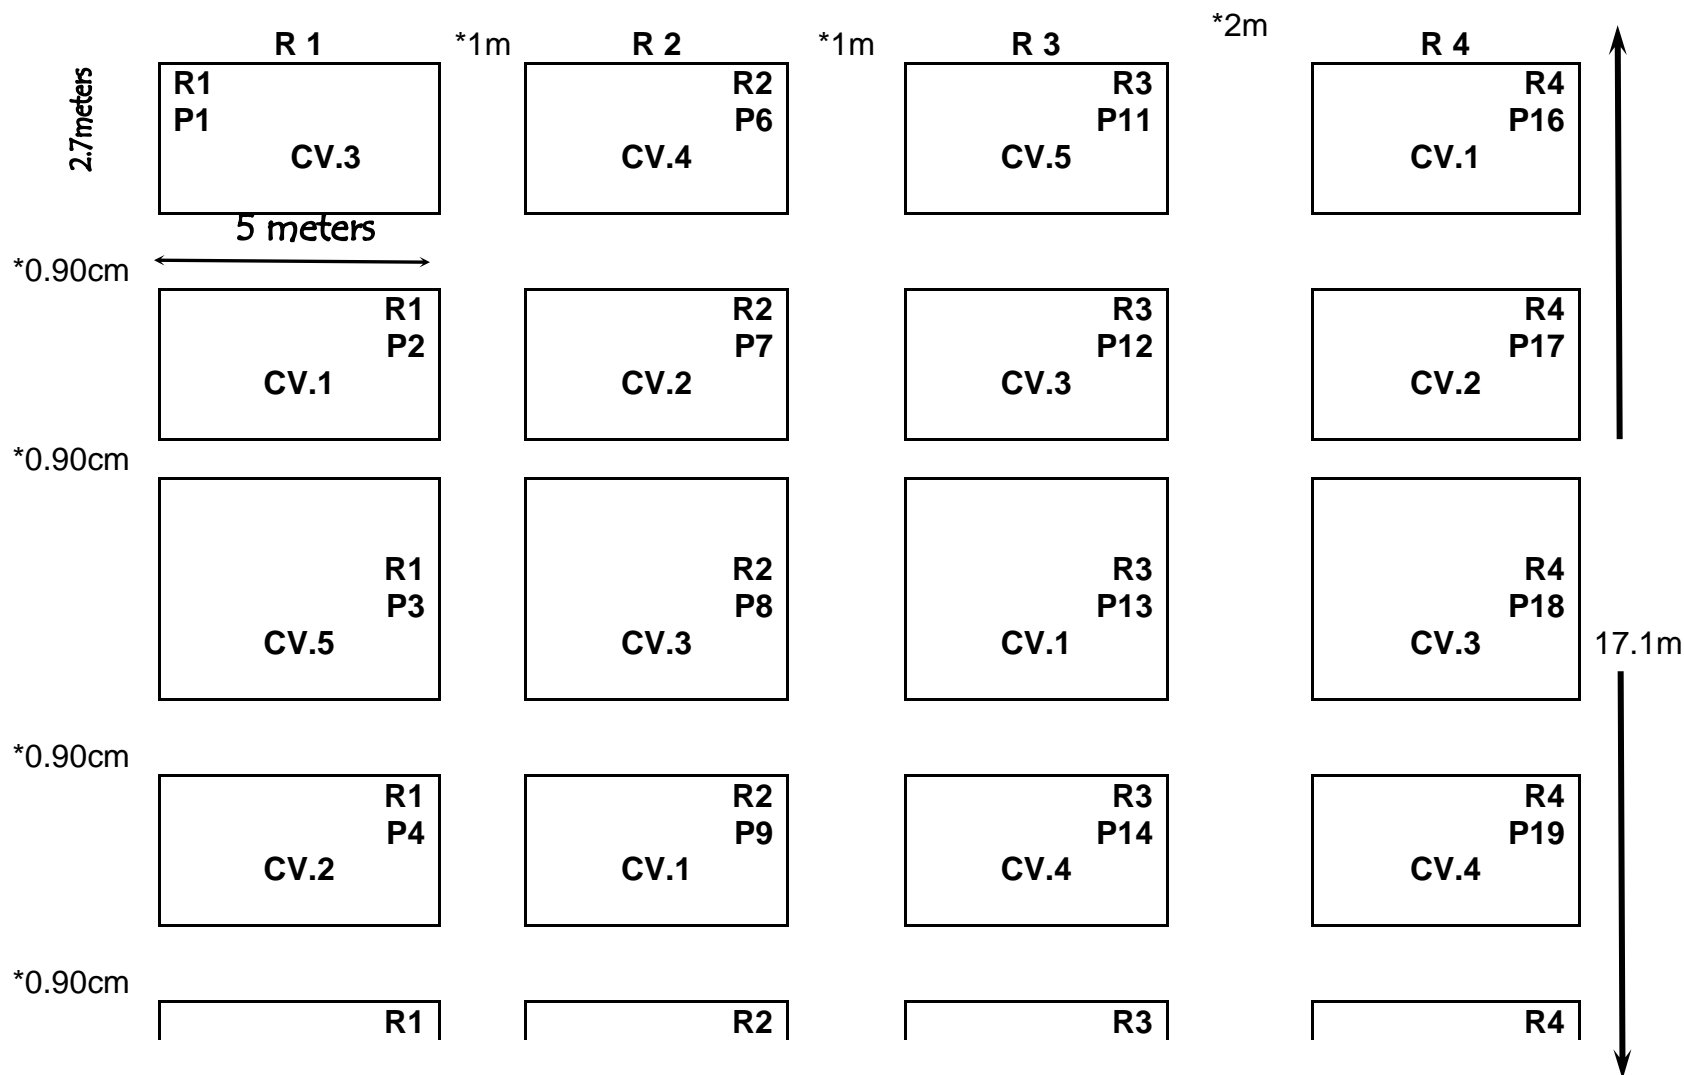 *2m
R 1 *1m R 2 *1m R 3 R 4
2.7meters
R1 R2 R3 R4
P1 P6 P11 P16
CV.3 CV.4 CV.5 CV.1
5 meters
*0.90cm
R1 R2 R3 R4
P2 P7 P12 P17
CV.1 CV.2 CV.3 CV.2
*0.90cm
R1 R2 R3 R4
P3 P8 P13 P18
CV.5 CV.3 CV.1 CV.3 17.1m
*0.90cm
R1 R2 R3 R4
P4 P9 P14 P19
CV.2 CV.1 CV.4 CV.4
*0.90cm
R1 R2 R3 R4